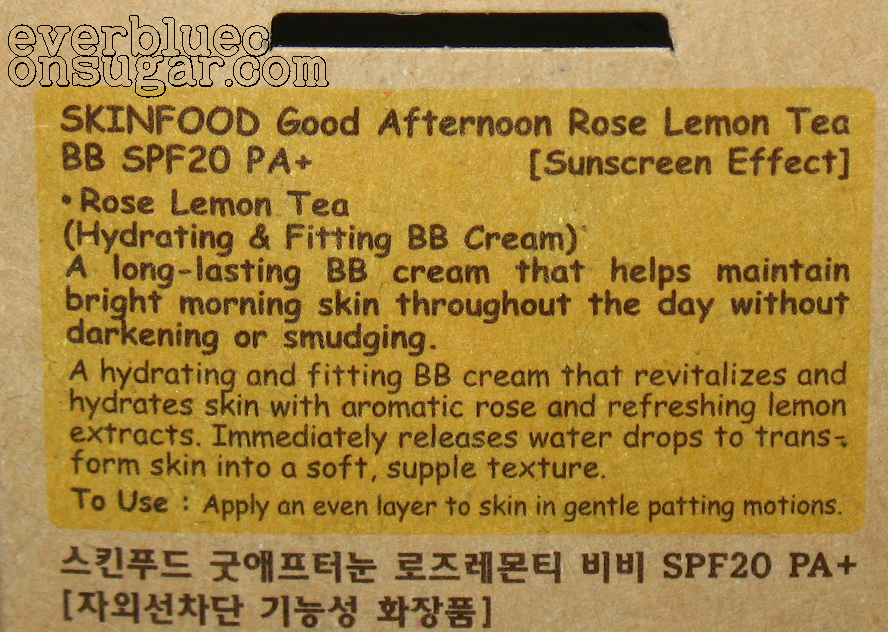 everbluec
onsugar.com
SKINFOOD Good Afternoon Rose Lemon Tea
BB SPF20 PA+ [Sunscreen Effect]
• Rose Lemon Tea
(Hydrating & Fitting BB Cream)
A long-lasting BB cream that helps maintain
bright morning skin throughout the day without
darkening or smudging.
A hydrating and fitting BB cream that revitalizes and
hydrates skin with aromatic rose and refreshing lemon
extracts. Immediately releases water drops to trans-
form skin into a soft, supple texture.
To Use : Apply an even layer to skin in gentle patting motions.
스킨푸드 굿애프터눈 로즈레몬티 비비 SPF20 PA+
[자외선차단 기능성 화장품]